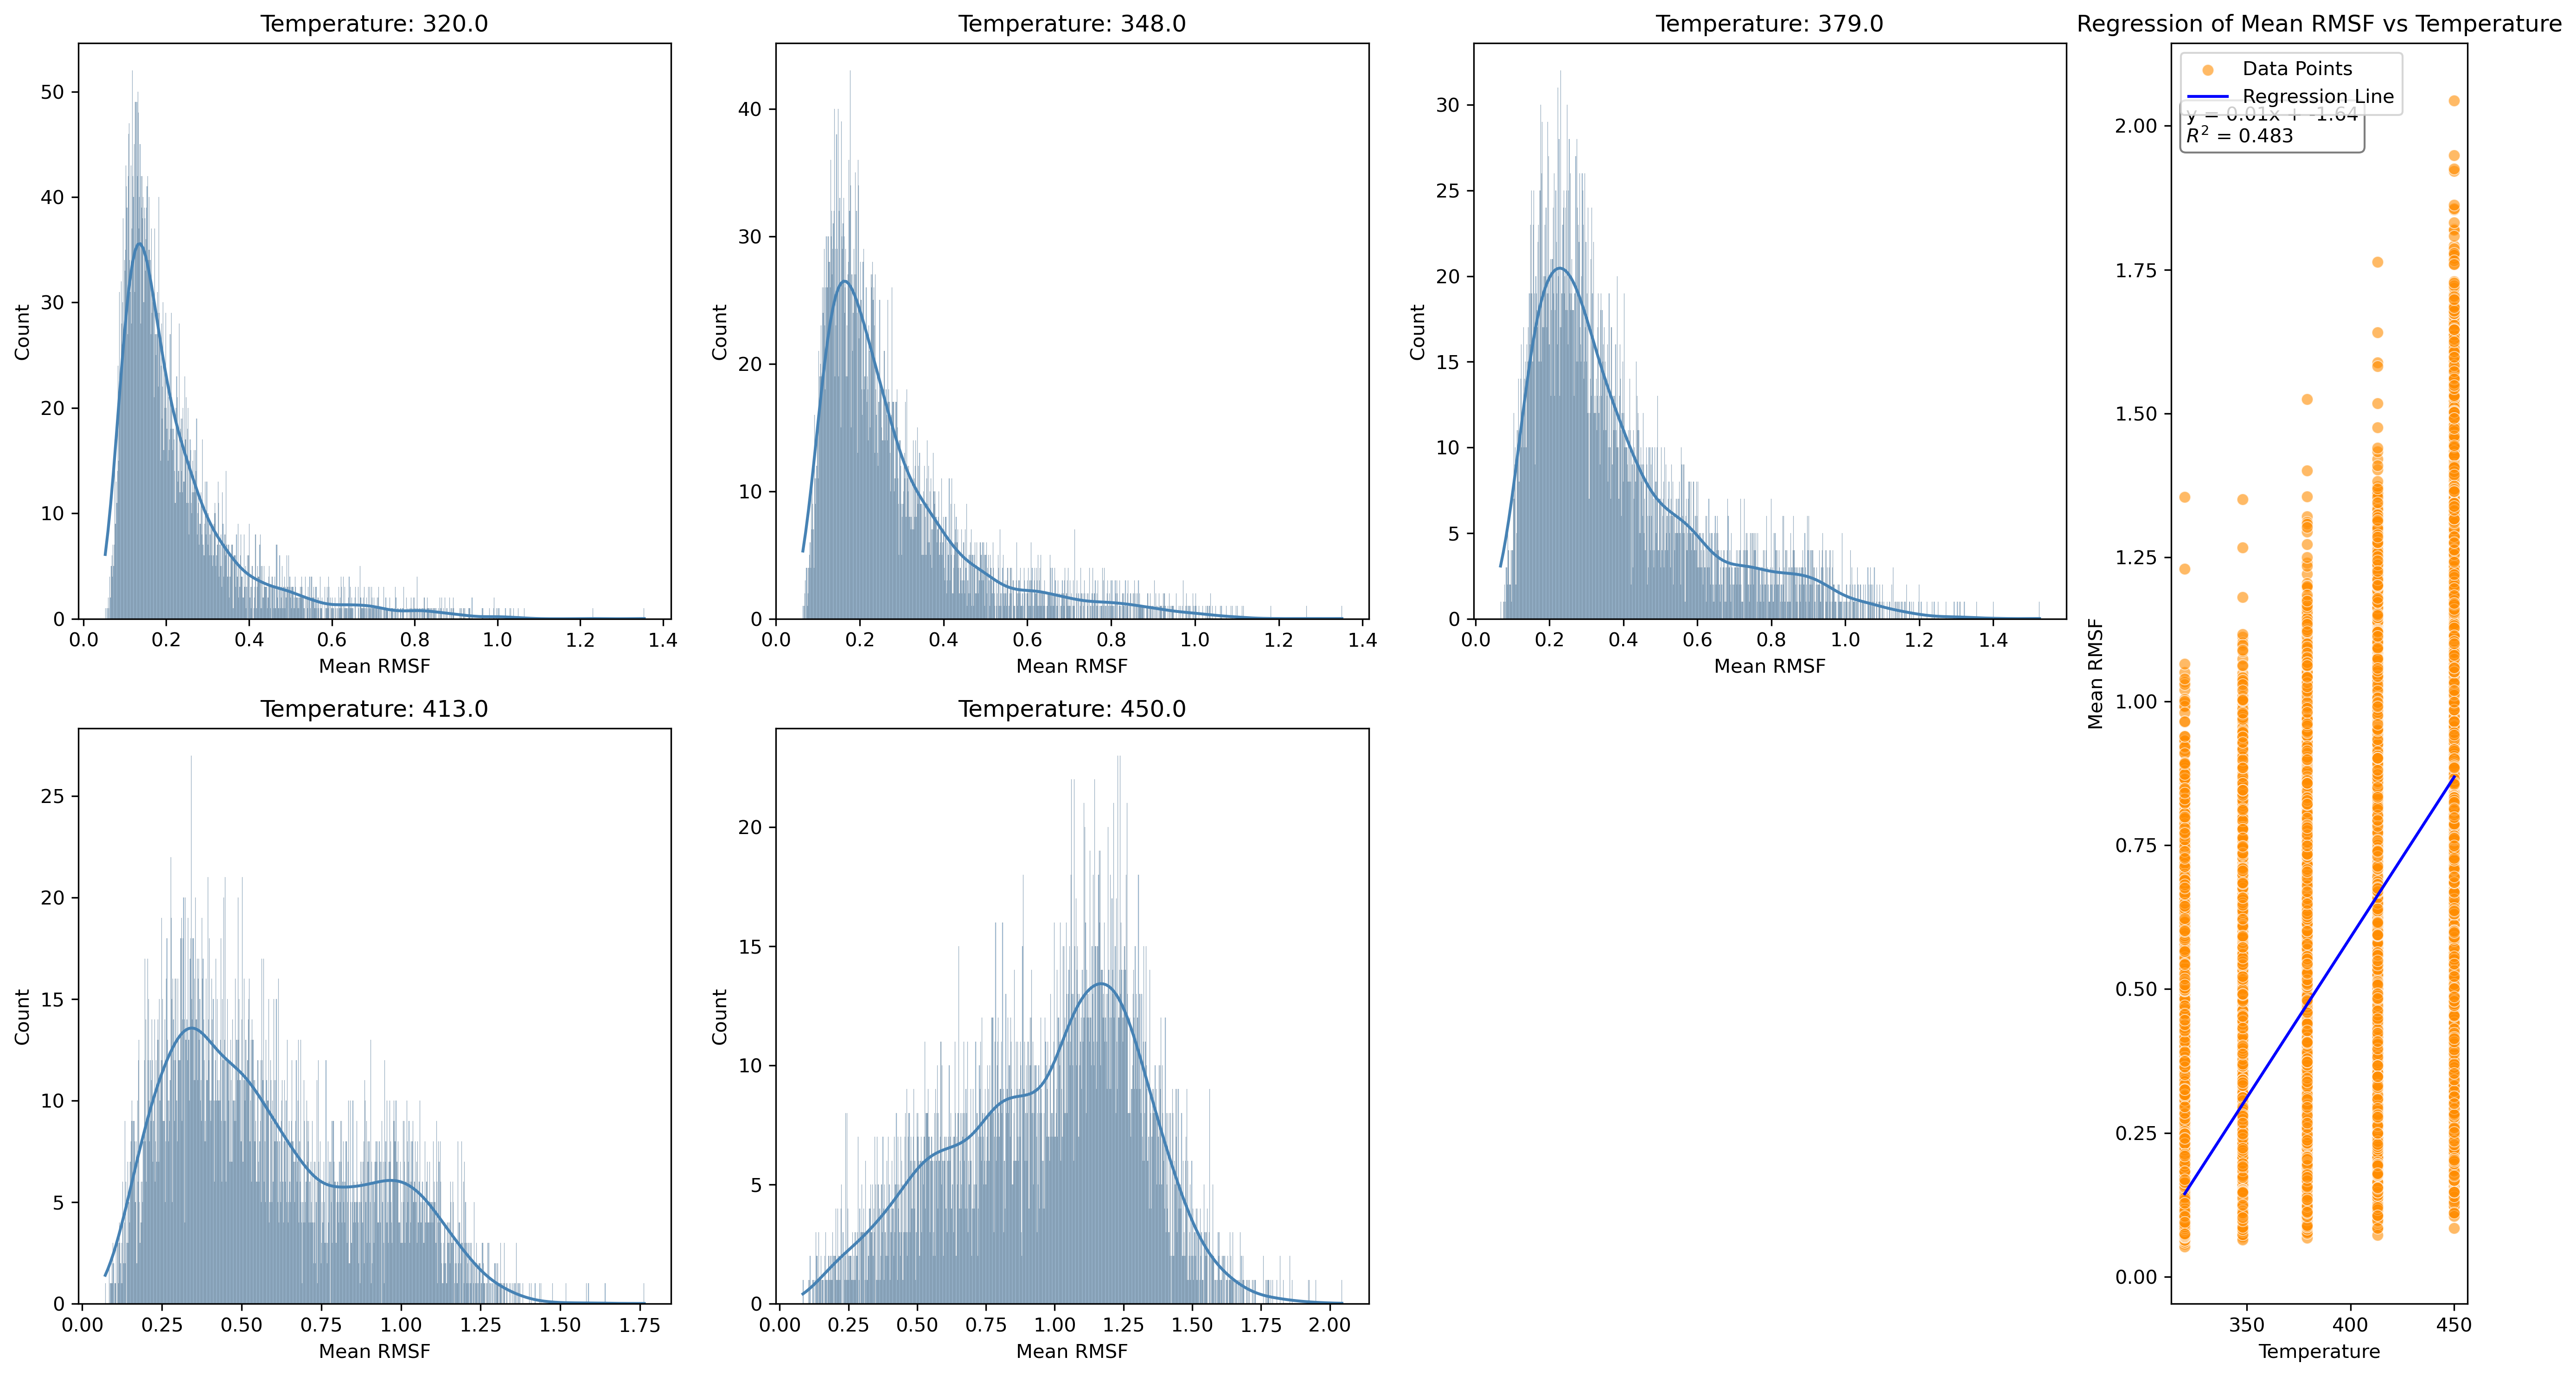 Temperature: 320.0
50
40
30
20
10
0
Count
0.0 0.2 0.4 0.6 0.8 1.0 1.2 1.4
Mean RMSF
Temperature: 348.0
40
30
20
10
0
Count
0.0 0.2 0.4 0.6 0.8 1.0 1.2 1.4
Mean RMSF
Temperature: 379.0
30
25
20
15
10
5
0
Count
0.0 0.2 0.4 0.6 0.8 1.0 1.2 1.4
Mean RMSF
Temperature: 413.0
25
20
15
10
5
0
Count
0.00 0.25 0.50 0.75 1.00 1.25 1.50 1.75
Mean RMSF
Temperature: 450.0
20
15
10
5
0
Count
0.00 0.25 0.50 0.75 1.00 1.25 1.50 1.75 2.00
Mean RMSF
Regression of Mean RMSF vs Temperature
Data Points
Regression Line
y = 0.01x + -1.64
R² = 0.483
2.00
1.75
1.50
1.25
1.00
0.75
0.50
0.25
0.00
Mean RMSF
350 400 450
Temperature